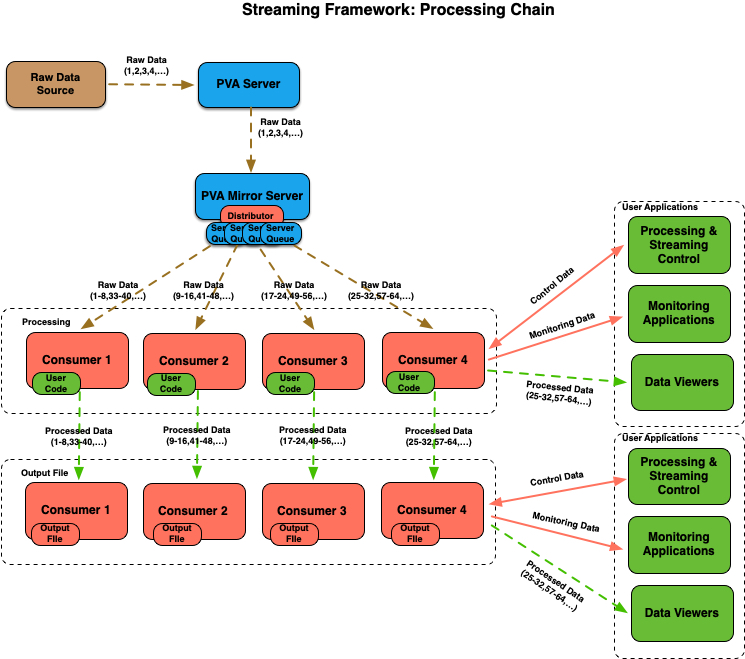 Streaming Framework: Processing Chain
Raw Data
Source
Raw Data
(1,2,3,4,...)
PVA Server
Raw Data
(1,2,3,4,...)
PVA Mirror Server
Distributor
Ser
Que
Ser
Qu
Se
Qu
Server
Queue
Raw Data
(1-8,33-40,...)
Raw Data
(9-16,41-48,...)
Raw Data
(17-24,49-56,...)
Raw Data
(25-32,57-64,...)
Processing
Consumer 1
User
Code
Consumer 2
User
Code
Consumer 3
User
Code
Consumer 4
User
Code
Control Data
Monitoring Data
Processed Data
(25-32,57-64,...)
User Applications
Processing &
Streaming
Control
Monitoring
Applications
Data Viewers
Processed Data
(1-8,33-40,...)
Processed Data
(9-16,41-48,...)
Processed Data
(17-24,49-56,...)
Processed Data
(25-32,57-64,...)
Output File
Consumer 1
Output
FIle
Consumer 2
Output
FIle
Consumer 3
Output
FIle
Consumer 4
Output
FIle
Control Data
Monitoring Data
Processed Data
(25-32,57-64,...)
User Applications
Processing &
Streaming
Control
Monitoring
Applications
Data Viewers